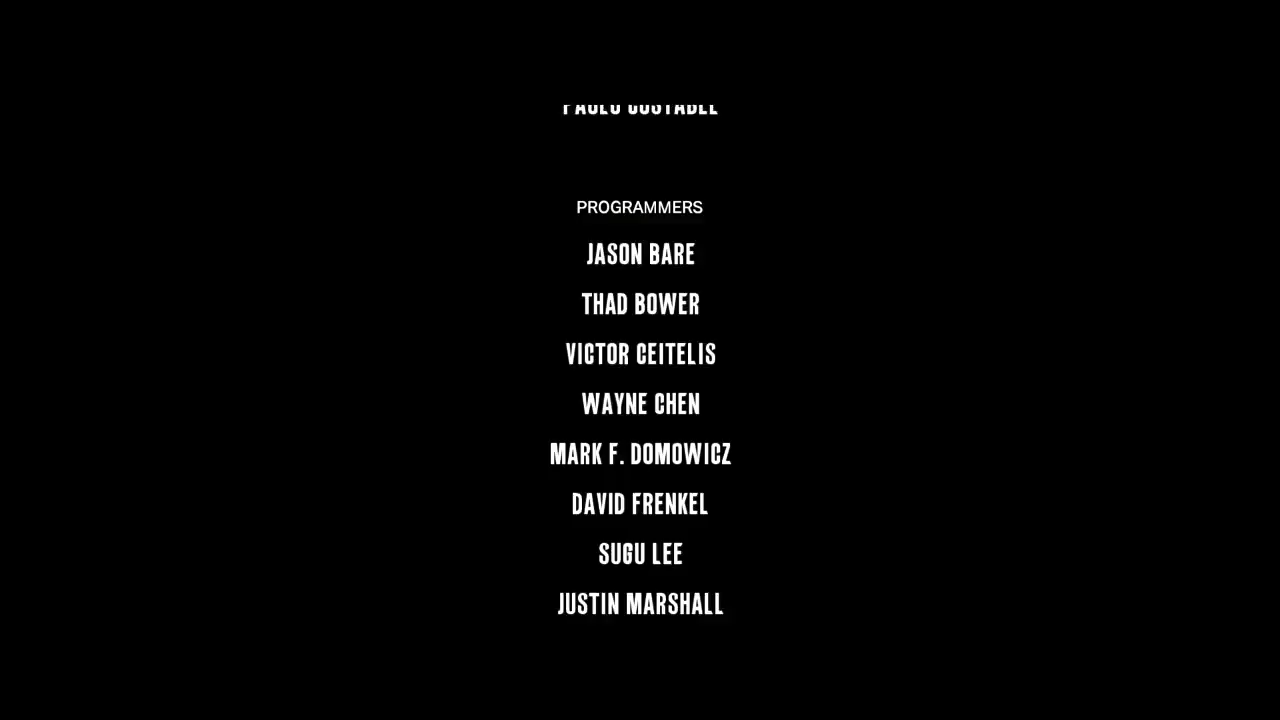 PROGRAMMERS
JASON BARE
THAD BOWER
VICTOR CEITELIS
WAYNE CHEN
MARK F. DOMOWICZ
DAVID FRENKEL
SUGU LEE
JUSTIN MARSHALL